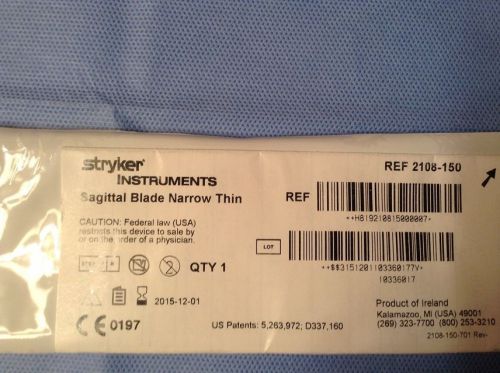 stryker
INSTRUMENTS
REF 2108-150
Sagittal Blade Narrow Thin
REF
**H819210815000007*
CAUTION: Federal law (USA)
restricts this device to sale by
or on the order of a physician.
LOT
**$$3151201103360177V*
10336017
QTY 1
2015-12-01
CE 0197
US Patents: 5,263,972; D337,160
Product of Ireland
Kalamazoo, MI (USA) 49001
(269) 323-7700 (800) 253-3210
2108-150-701 Rev-